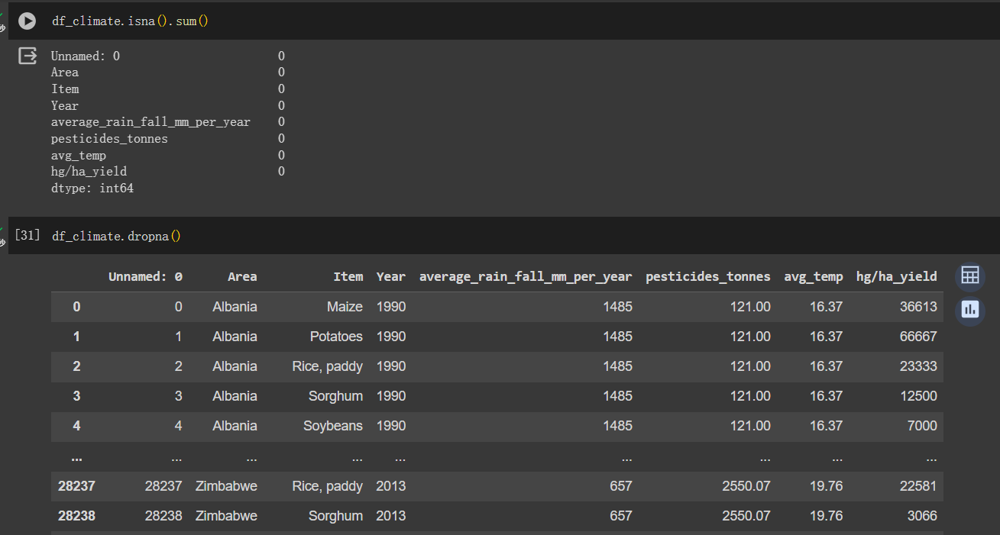 df_climate.isna().sum()
Unnamed: 0 0
Area 0
Item 0
Year 0
average_rain_fall_mm_per_year 0
pesticides_tonnes 0
avg_temp 0
hg/ha_yield 0
dtype: int64
[31] df_climate.dropna()
Unnamed: 0 Area Item Year average_rain_fall_mm_per_year pesticides_tonnes avg_temp hg/ha_yield
0 0 Albania Maize 1990 1485 121.00 16.37 36613
1 1 Albania Potatoes 1990 1485 121.00 16.37 66667
2 2 Albania Rice, paddy 1990 1485 121.00 16.37 23333
3 3 Albania Sorghum 1990 1485 121.00 16.37 12500
4 4 Albania Soybeans 1990 1485 121.00 16.37 7000
... ... ... ... ... ... ... ... ...
28237 28237 Zimbabwe Rice, paddy 2013 657 2550.07 19.76 22581
28238 28238 Zimbabwe Sorghum 2013 657 2550.07 19.76 3066